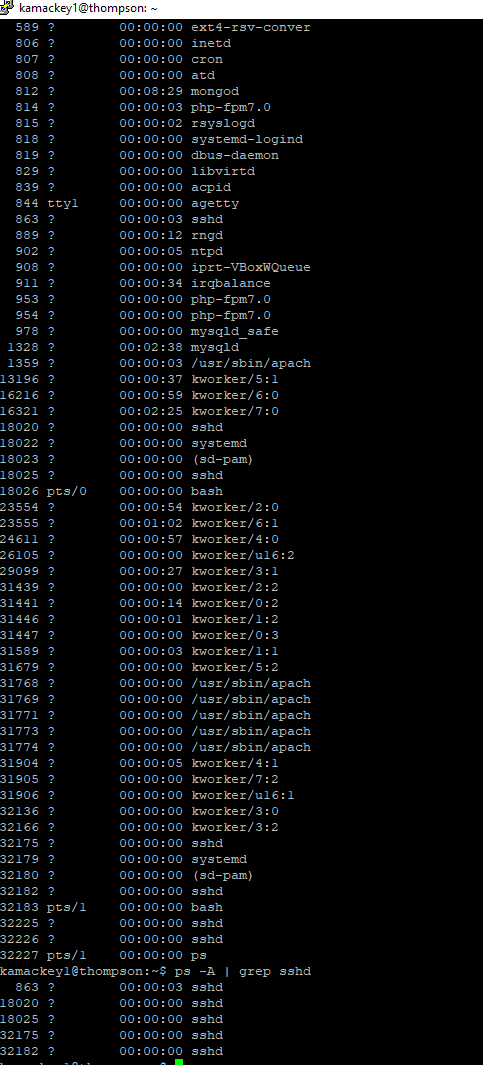 kamackey1@thompson: ~
589 ? 00:00:00 ext4-rsv-conver
806 ? 00:00:00 inetd
807 ? 00:00:00 cron
808 ? 00:00:00 atd
812 ? 00:08:29 mongod
814 ? 00:00:03 php-fpm7.0
815 ? 00:00:02 rsyslogd
818 ? 00:00:00 systemd-logind
819 ? 00:00:00 dbus-daemon
829 ? 00:00:00 libvirtd
839 ? 00:00:00 acpid
844 tty1 00:00:00 agetty
863 ? 00:00:03 sshd
889 ? 00:00:12 rngd
902 ? 00:00:05 ntpd
908 ? 00:00:00 iprt-VBoxWQueue
911 ? 00:00:34 irqbalance
953 ? 00:00:00 php-fpm7.0
954 ? 00:00:00 php-fpm7.0
978 ? 00:00:00 mysqld_safe
1328 ? 00:02:38 mysqld
1359 ? 00:00:03 /usr/sbin/apach
13196 ? 00:00:37 kworker/5:1
16216 ? 00:00:59 kworker/6:0
16321 ? 00:02:25 kworker/7:0
18020 ? 00:00:00 sshd
18022 ? 00:00:00 systemd
18023 ? 00:00:00 (sd-pam)
18025 ? 00:00:00 sshd
18026 pts/0 00:00:00 bash
23554 ? 00:00:54 kworker/2:0
23555 ? 00:01:02 kworker/6:1
24611 ? 00:00:57 kworker/4:0
26105 ? 00:00:00 kworker/u16:2
29099 ? 00:00:27 kworker/3:1
31439 ? 00:00:00 kworker/2:2
31441 ? 00:00:14 kworker/0:2
31446 ? 00:00:01 kworker/1:2
31447 ? 00:00:00 kworker/0:3
31589 ? 00:00:03 kworker/1:1
31679 ? 00:00:00 kworker/5:2
31768 ? 00:00:00 /usr/sbin/apach
31769 ? 00:00:00 /usr/sbin/apach
31771 ? 00:00:00 /usr/sbin/apach
31773 ? 00:00:00 /usr/sbin/apach
31774 ? 00:00:00 /usr/sbin/apach
31904 ? 00:00:05 kworker/4:1
31905 ? 00:00:00 kworker/7:2
31906 ? 00:00:00 kworker/u16:1
32136 ? 00:00:00 kworker/3:0
32166 ? 00:00:00 kworker/3:2
32175 ? 00:00:00 sshd
32179 ? 00:00:00 systemd
32180 ? 00:00:00 (sd-pam)
32182 ? 00:00:00 sshd
32183 pts/1 00:00:00 bash
32225 ? 00:00:00 sshd
32226 ? 00:00:00 sshd
32227 pts/1 00:00:00 ps
kamackey1@thompson:~$ ps -A | grep sshd
863 ? 00:00:03 sshd
18020 ? 00:00:00 sshd
18025 ? 00:00:00 sshd
32175 ? 00:00:00 sshd
32182 ? 00:00:00 sshd
kamackey1@thompson:~$